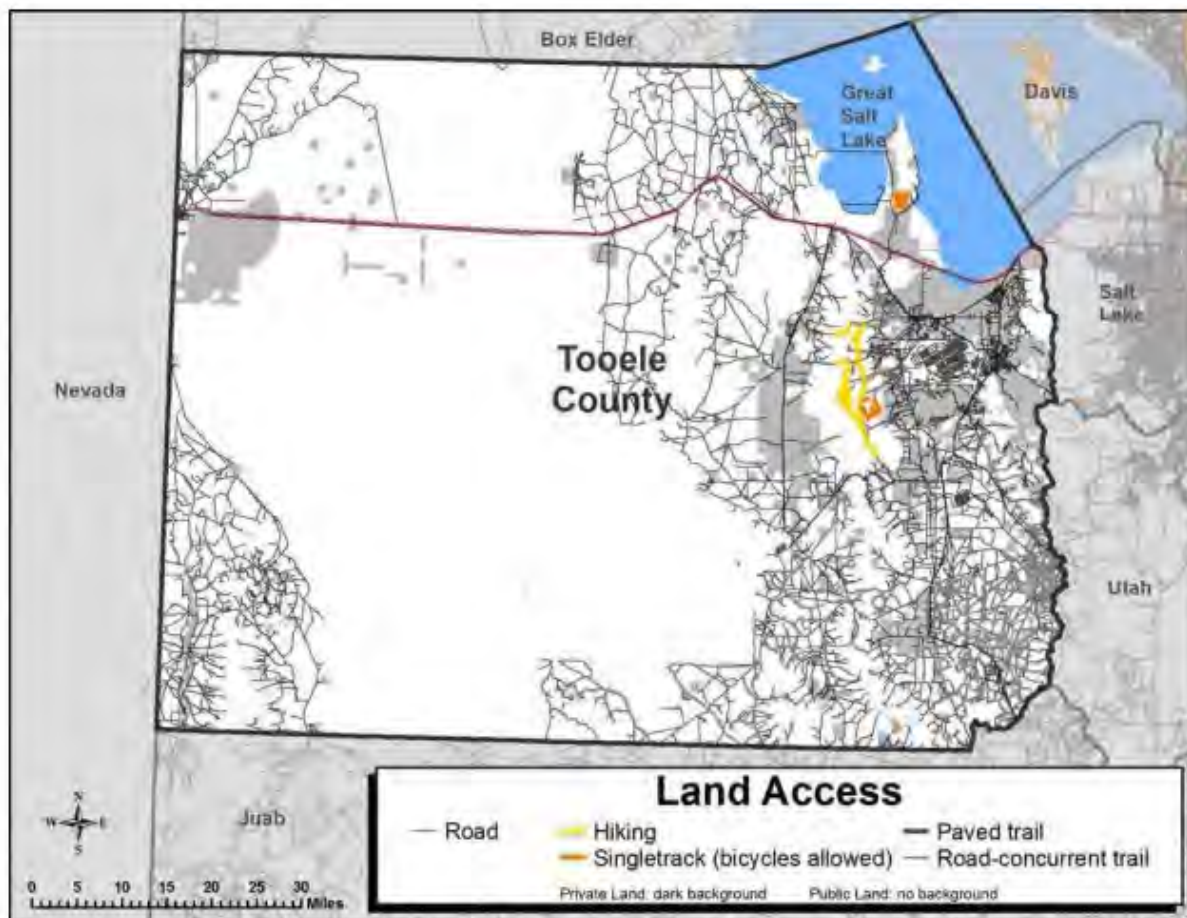 Box Elder
Great
Salt
Lake
Davis
Salt
Lake
Tooele
County
Nevada
Utah
Juab
N
W E
S
0 5 10 15 20 25 30
Miles
Land Access
Road
Hiking
Paved trail
Singletrack (bicycles allowed)
Road-concurrent trail
Private Land: dark background Public Land: no background